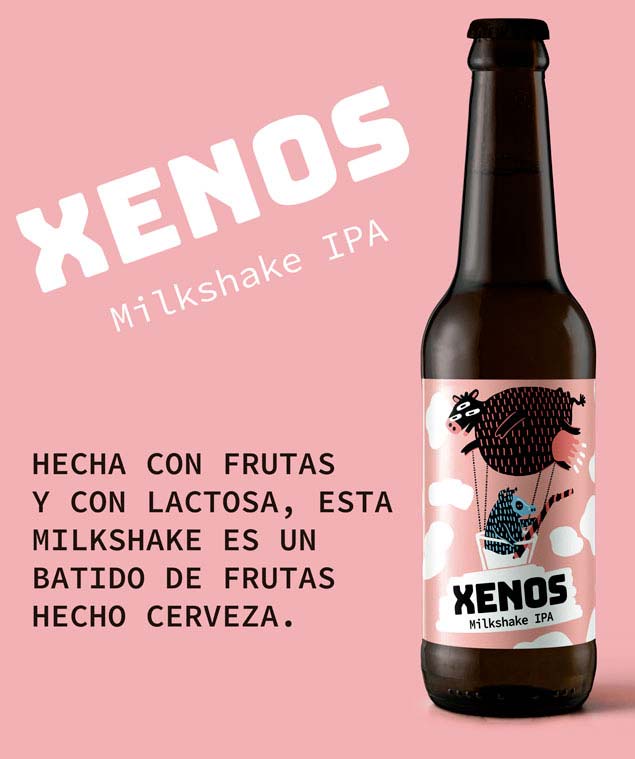 XENOS
Milkshake IPA
HECHA CON FRUTAS
Y CON LACTOSA, ESTA
MILKSHAKE ES UN
BATIDO DE FRUTAS
HECHO CERVEZA.
XENOS
Milkshake IPA